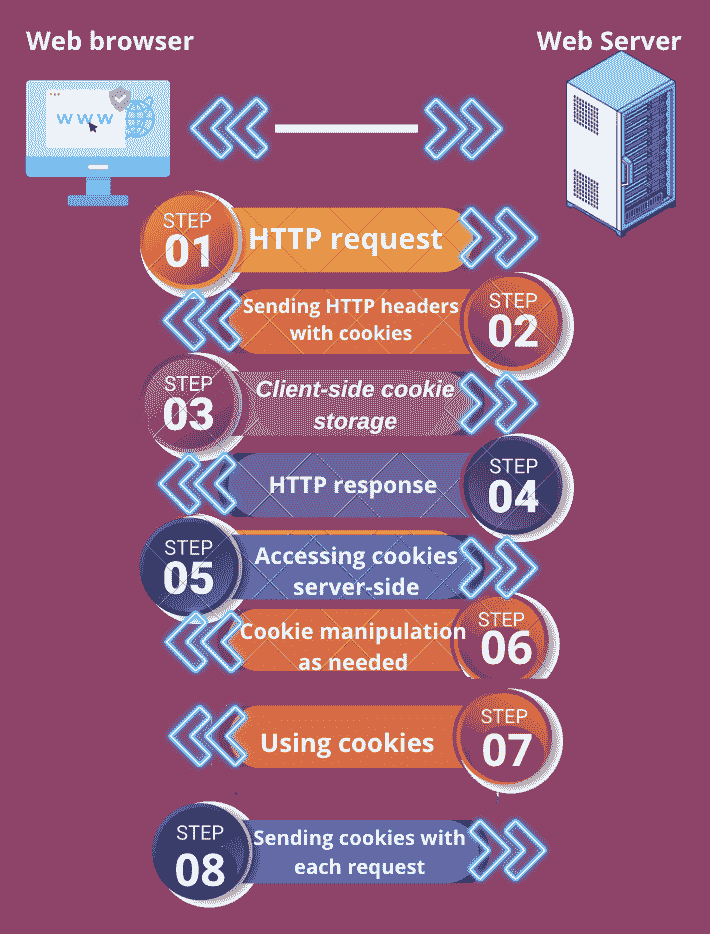 Web browser
Web Server
www
STEP
01
HTTP request
Sending HTTP headers
with cookies
STEP
02
STEP
03
Client-side cookie
storage
HTTP response
STEP
04
STEP
05
Accessing cookies
server-side
Cookie manipulation
as needed
STEP
06
Using cookies
STEP
07
STEP
08
Sending cookies with
each request